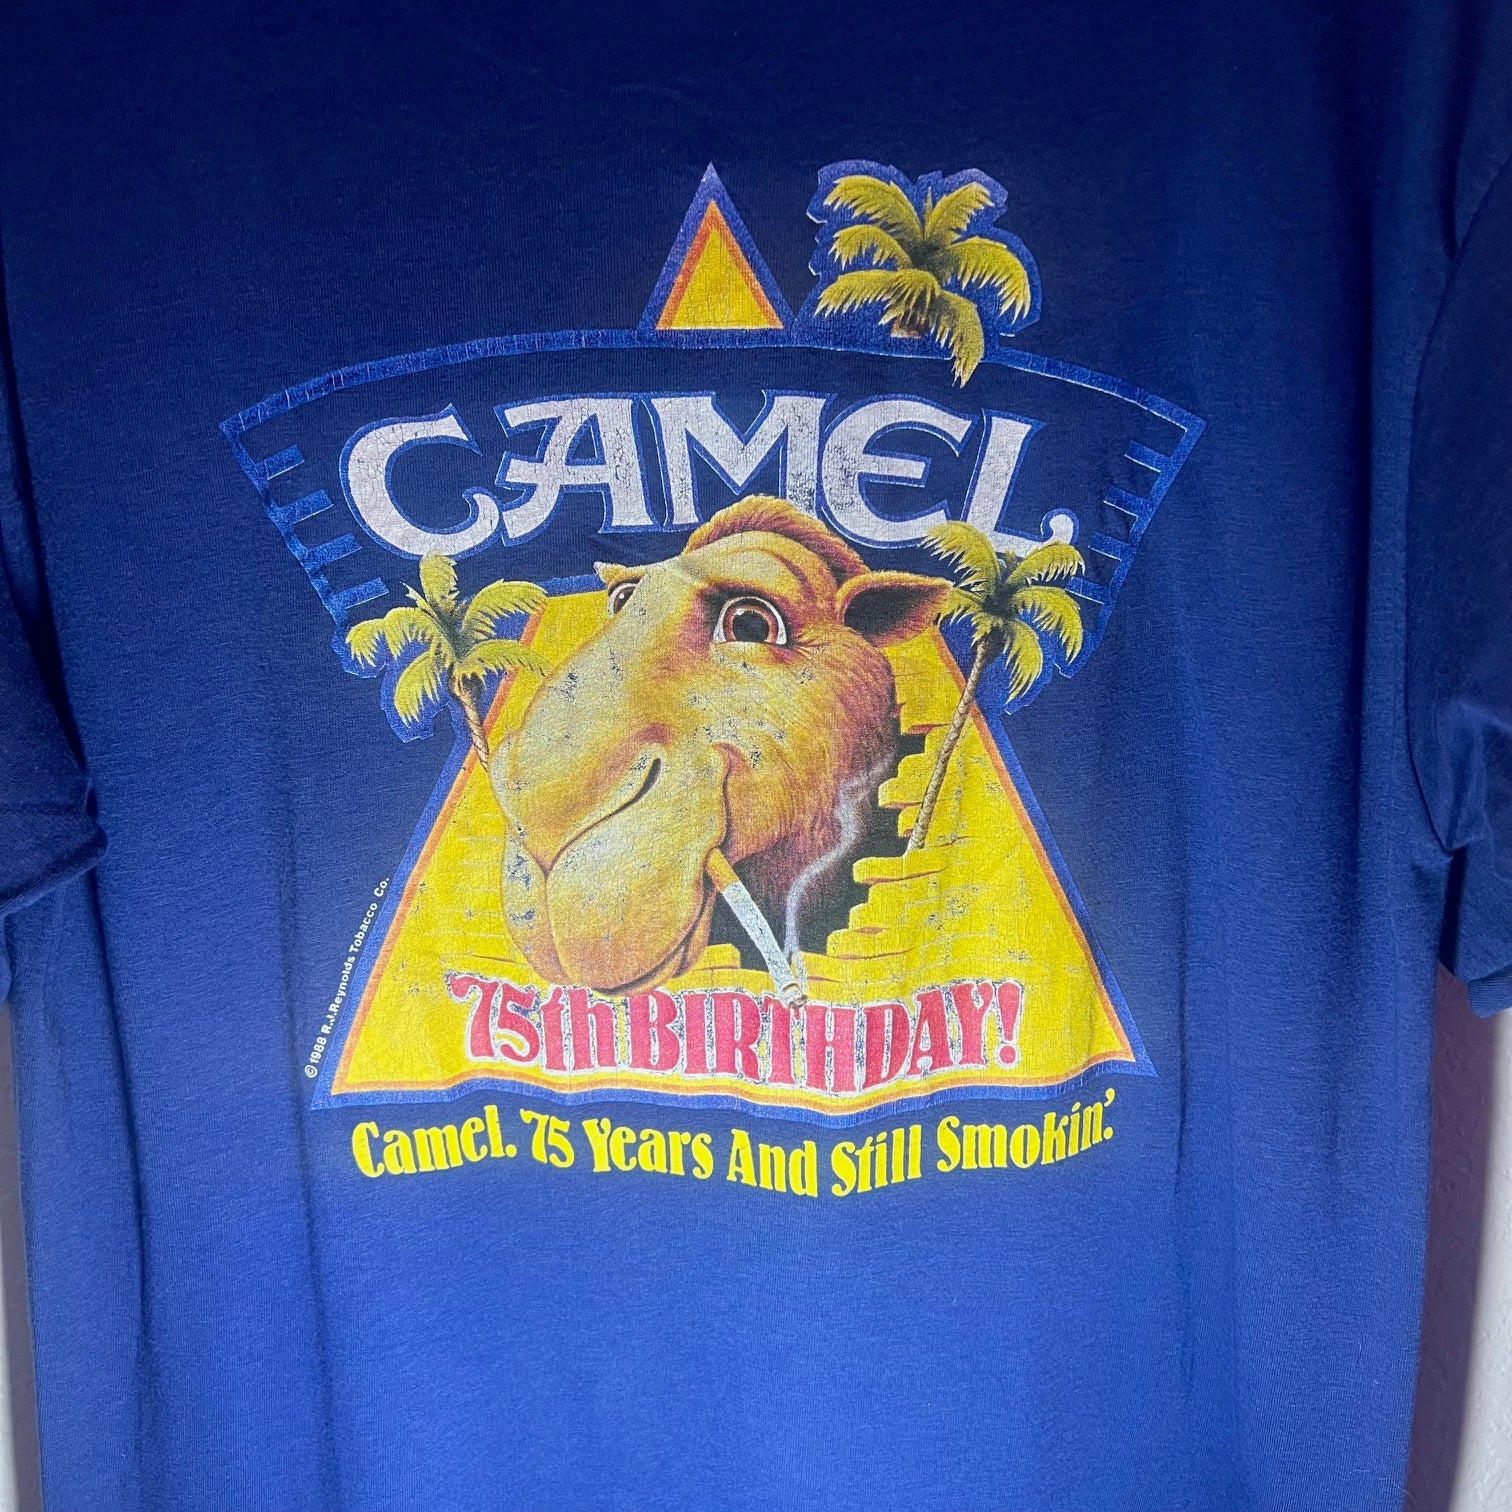 CAMEL
75th BIRTHDAY!
Camel. 75 Years And Still Smokin'.
© 1988 R.J.Reynolds Tobacco Co.